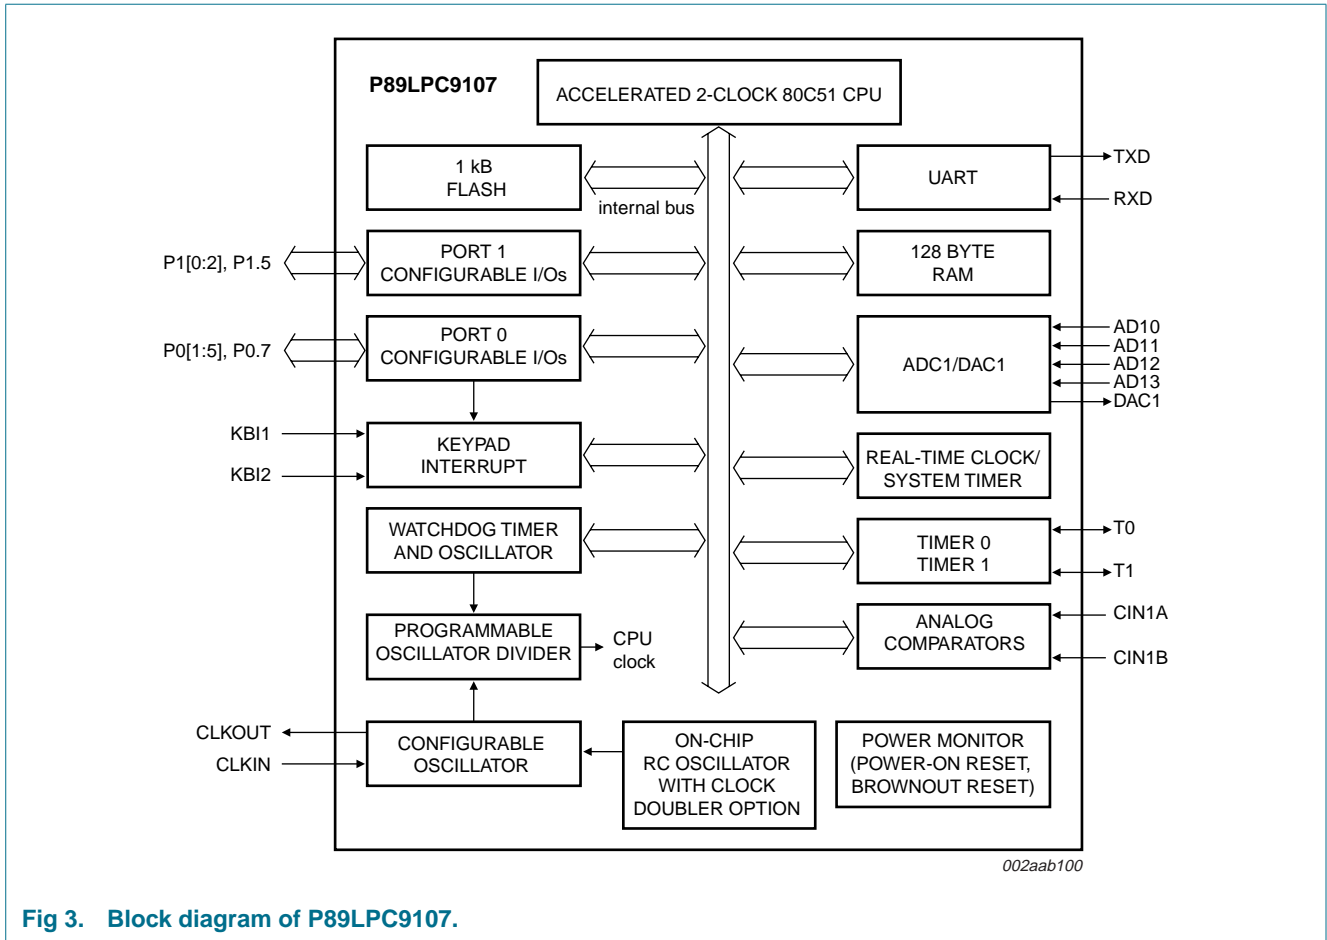 P89LPC9107
ACCELERATED 2-CLOCK 80C51 CPU
1 kB
FLASH
internal bus
UART
TXD
RXD
P1[0:2], P1.5
PORT 1
CONFIGURABLE I/Os
128 BYTE
RAM
P0[1:5], P0.7
PORT 0
CONFIGURABLE I/Os
ADC1/DAC1
AD10
AD11
AD12
AD13
DAC1
KBI1
KBI2
KEYPAD
INTERRUPT
REAL-TIME CLOCK/
SYSTEM TIMER
WATCHDOG TIMER
AND OSCILLATOR
TIMER 0
TIMER 1
T0
T1
PROGRAMMABLE
OSCILLATOR DIVIDER
CPU
clock
ANALOG
COMPARATORS
CIN1A
CIN1B
CLKOUT
CLKIN
CONFIGURABLE
OSCILLATOR
ON-CHIP
RC OSCILLATOR
WITH CLOCK
DOUBLER OPTION
POWER MONITOR
(POWER-ON RESET,
BROWNOUT RESET)
002aab100
Fig 3. Block diagram of P89LPC9107.